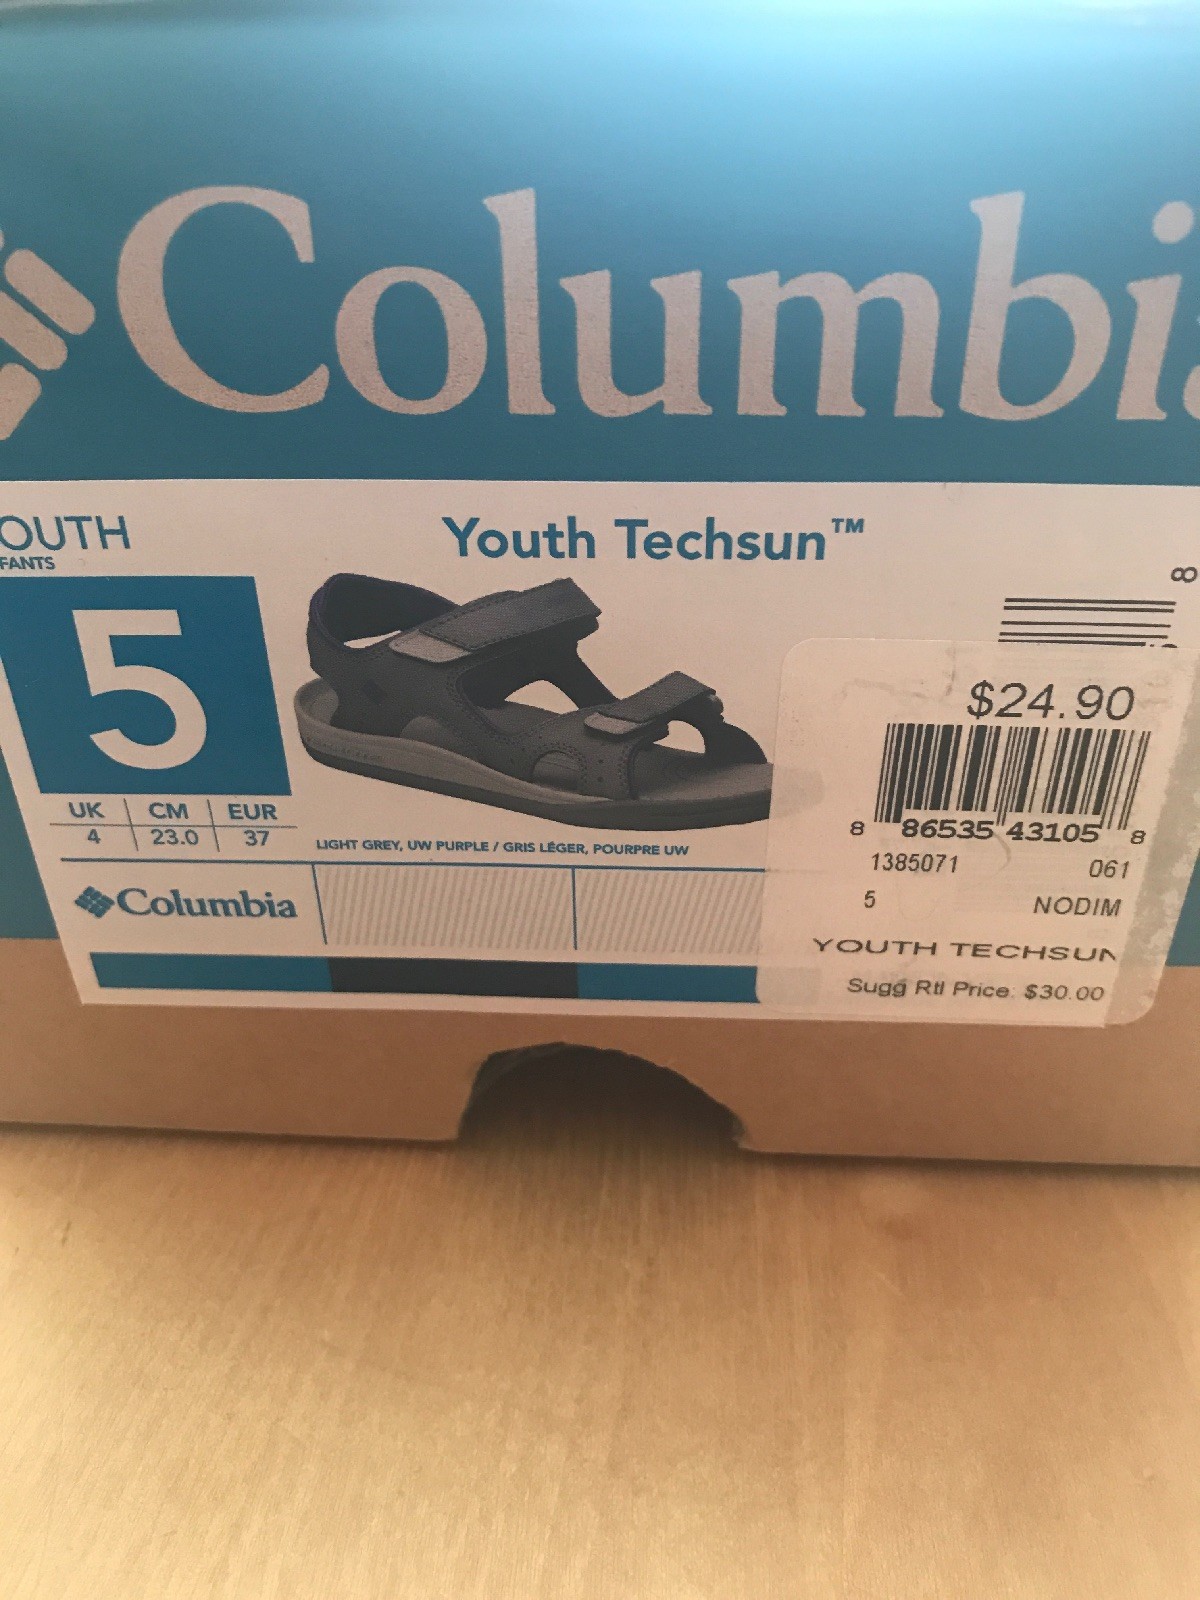 Columbia
OUTH
FANTS
Youth Techsun™
5
UK CM EUR
4 23.0 37
LIGHT GREY, UW PURPLE / GRIS LÉGER, POURPRE UW
Columbia
8
$24.90
8 86535 43105 8
1385071 061
5 NODIM
YOUTH TECHSUN
Sugg Rtl Price: $30.00